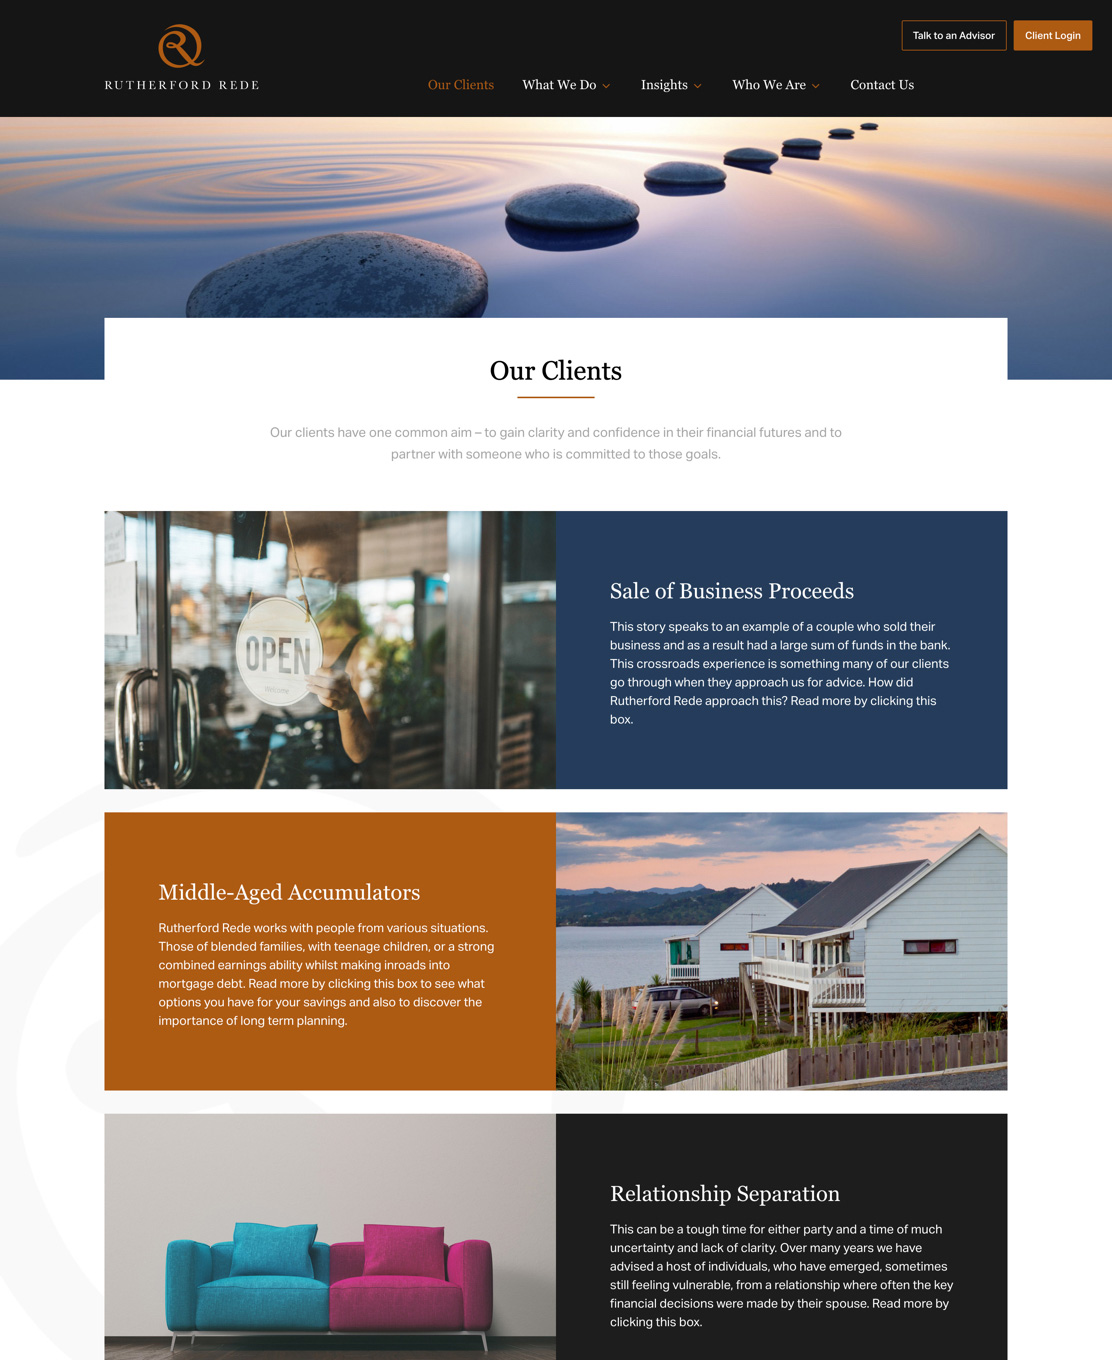 Talk to an Advisor
Client Login
RUTHERFORD REDE
Our Clients
What We Do
Insights
Who We Are
Contact Us
Our Clients
Our clients have one common aim – to gain clarity and confidence in their financial futures and to
partner with someone who is committed to those goals.
OPEN
Welcome
Sale of Business Proceeds
This story speaks to an example of a couple who sold their
business and as a result had a large sum of funds in the bank.
This crossroads experience is something many of our clients
go through when they approach us for advice. How did
Rutherford Rede approach this? Read more by clicking this
box.
Middle-Aged Accumulators
Rutherford Rede works with people from various situations.
Those of blended families, with teenage children, or a strong
combined earnings ability whilst making inroads into
mortgage debt. Read more by clicking this box to see what
options you have for your savings and also to discover the
importance of long term planning.
Relationship Separation
This can be a tough time for either party and a time of much
uncertainty and lack of clarity. Over many years we have
advised a host of individuals, who have emerged, sometimes
still feeling vulnerable, from a relationship where often the key
financial decisions were made by their spouse. Read more by
clicking this box.